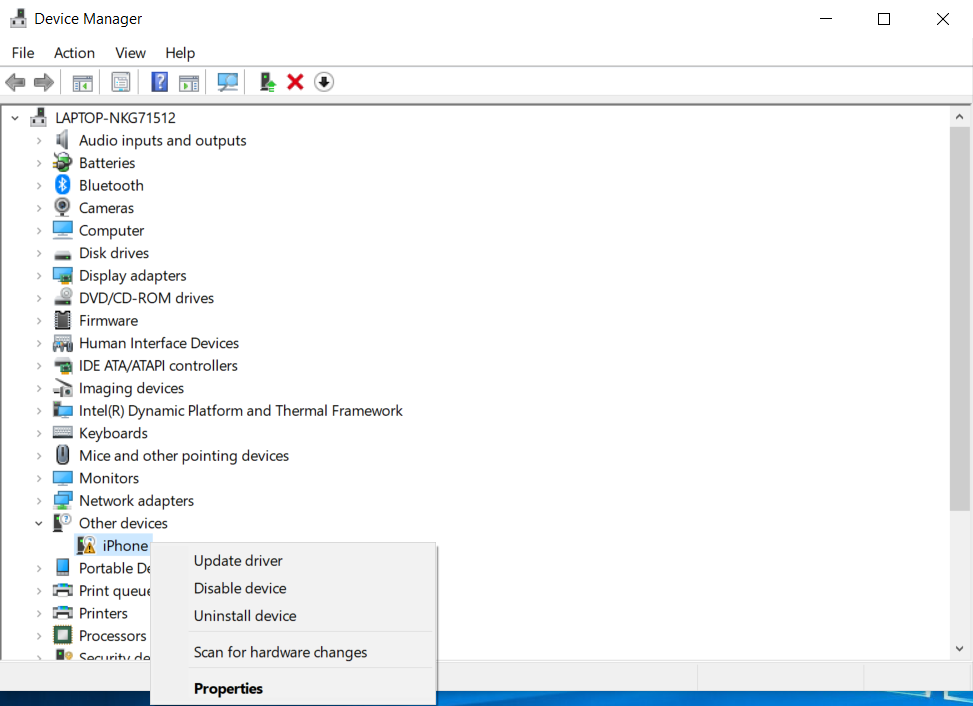 Device Manager
File Action View Help
LAPTOP-NKG71512
Audio inputs and outputs
Batteries
Bluetooth
Cameras
Computer
Disk drives
Display adapters
DVD/CD-ROM drives
Firmware
Human Interface Devices
IDE ATA/ATAPI controllers
Imaging devices
Intel(R) Dynamic Platform and Thermal Framework
Keyboards
Mice and other pointing devices
Monitors
Network adapters
Other devices
iPhone
Portable De
Print queue
Printers
Processors
Security de
Update driver
Disable device
Uninstall device
Scan for hardware changes
Properties